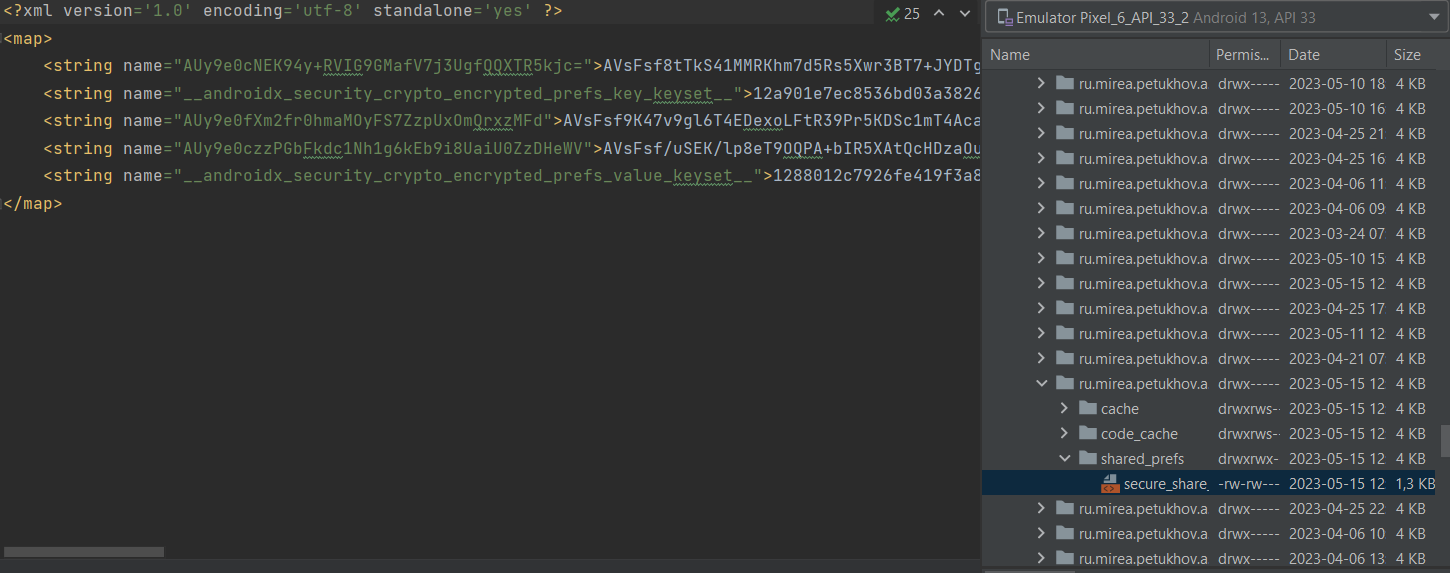 <?xml version='1.0' encoding='utf-8' standalone='yes' ?>
<map>
<string name="AUy9e0cNEK94y+RVIG9GMafV7j3UgfQQXTR5kjc=">AVsFsf8tTkS41MMRKhm7d5Rs5Xwr3BT7+JYDTg
<string name="__androidx_security_crypto_encrypted_prefs_key_keyset__">12a901e7ec8536bd03a3826
<string name="AUy9e0fXm2fr0hmaMOyFS7ZzpUxOmQrxzMFd">AVsFsf9K47v9gl6T4EDexoLFtR39Pr5KDSc1mT4Aca
<string name="AUy9e0czzPGbFkdc1Nh1g6kEb9i8UaiU0ZzDHeWV">AVsFsf/uSEK/lp8eT9OQPA+bIR5XAtQcHDzaOu
<string name="__androidx_security_crypto_encrypted_prefs_value_keyset__">1288012c7926fe419f3a8
</map>
25
Emulator Pixel_6_API_33_2 Android 13, API 33
Name Permis... Date Size
ru.mirea.petukhov.a drwx----- 2023-05-10 18 4 KB
ru.mirea.petukhov.a drwx----- 2023-05-10 16 4 KB
ru.mirea.petukhov.a drwx----- 2023-04-25 21 4 KB
ru.mirea.petukhov.a drwx----- 2023-04-25 16 4 KB
ru.mirea.petukhov.a drwx----- 2023-04-06 11 4 KB
ru.mirea.petukhov.a drwx----- 2023-04-06 09 4 KB
ru.mirea.petukhov.a drwx----- 2023-03-24 07 4 KB
ru.mirea.petukhov.a drwx----- 2023-05-10 15 4 KB
ru.mirea.petukhov.a drwx----- 2023-05-15 12 4 KB
ru.mirea.petukhov.a drwx----- 2023-04-25 17 4 KB
ru.mirea.petukhov.a drwx----- 2023-05-11 12 4 KB
ru.mirea.petukhov.a drwx----- 2023-04-21 07 4 KB
ru.mirea.petukhov.a drwx----- 2023-05-15 12 4 KB
cache drwxrws- 2023-05-15 12 4 KB
code_cache drwxrws- 2023-05-15 12 4 KB
shared_prefs drwxrwx- 2023-05-15 12 4 KB
secure_share_ -rw-rw--- 2023-05-15 12 1,3 KB
ru.mirea.petukhov.a drwx----- 2023-04-25 22 4 KB
ru.mirea.petukhov.a drwx----- 2023-04-06 10 4 KB
ru.mirea.petukhov.a drwx----- 2023-04-06 13 4 KB